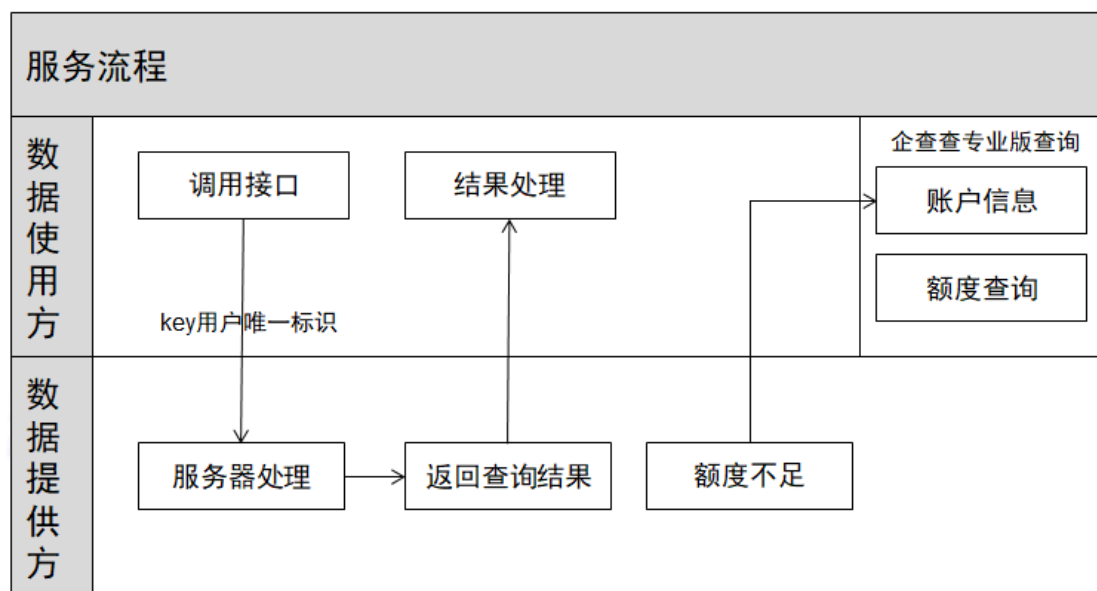 服务流程
数据使用方
调用接口
结果处理
企查查专业版查询
账户信息
额度查询
key用户唯一标识
数据提供方
服务器处理
返回查询结果
额度不足